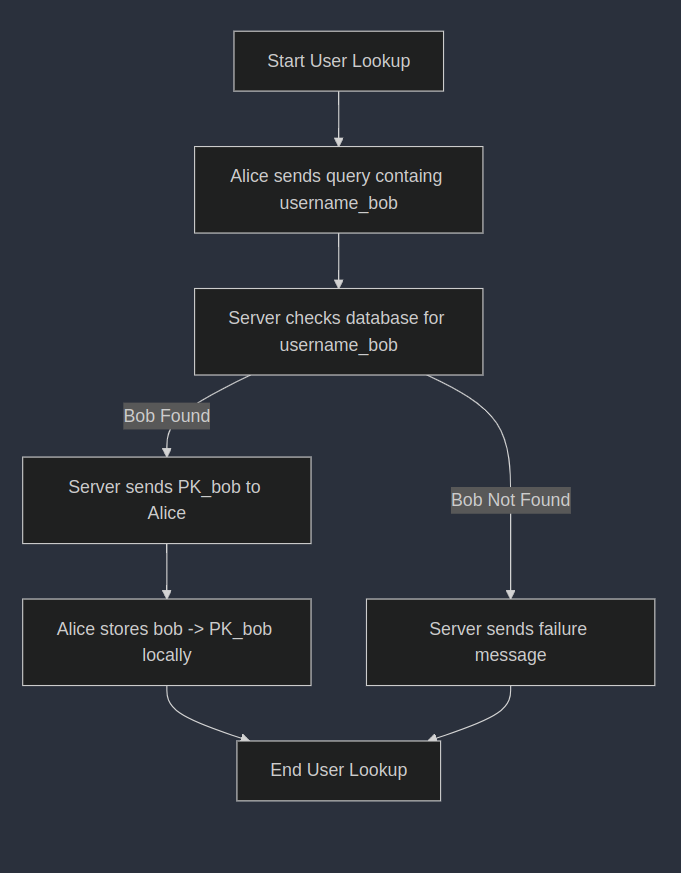 Start User Lookup
Alice sends query containg
username_bob
Server checks database for
username_bob
Bob Found
Server sends PK_bob to
Alice
Bob Not Found
Alice stores bob -> PK_bob
locally
Server sends failure
message
End User Lookup